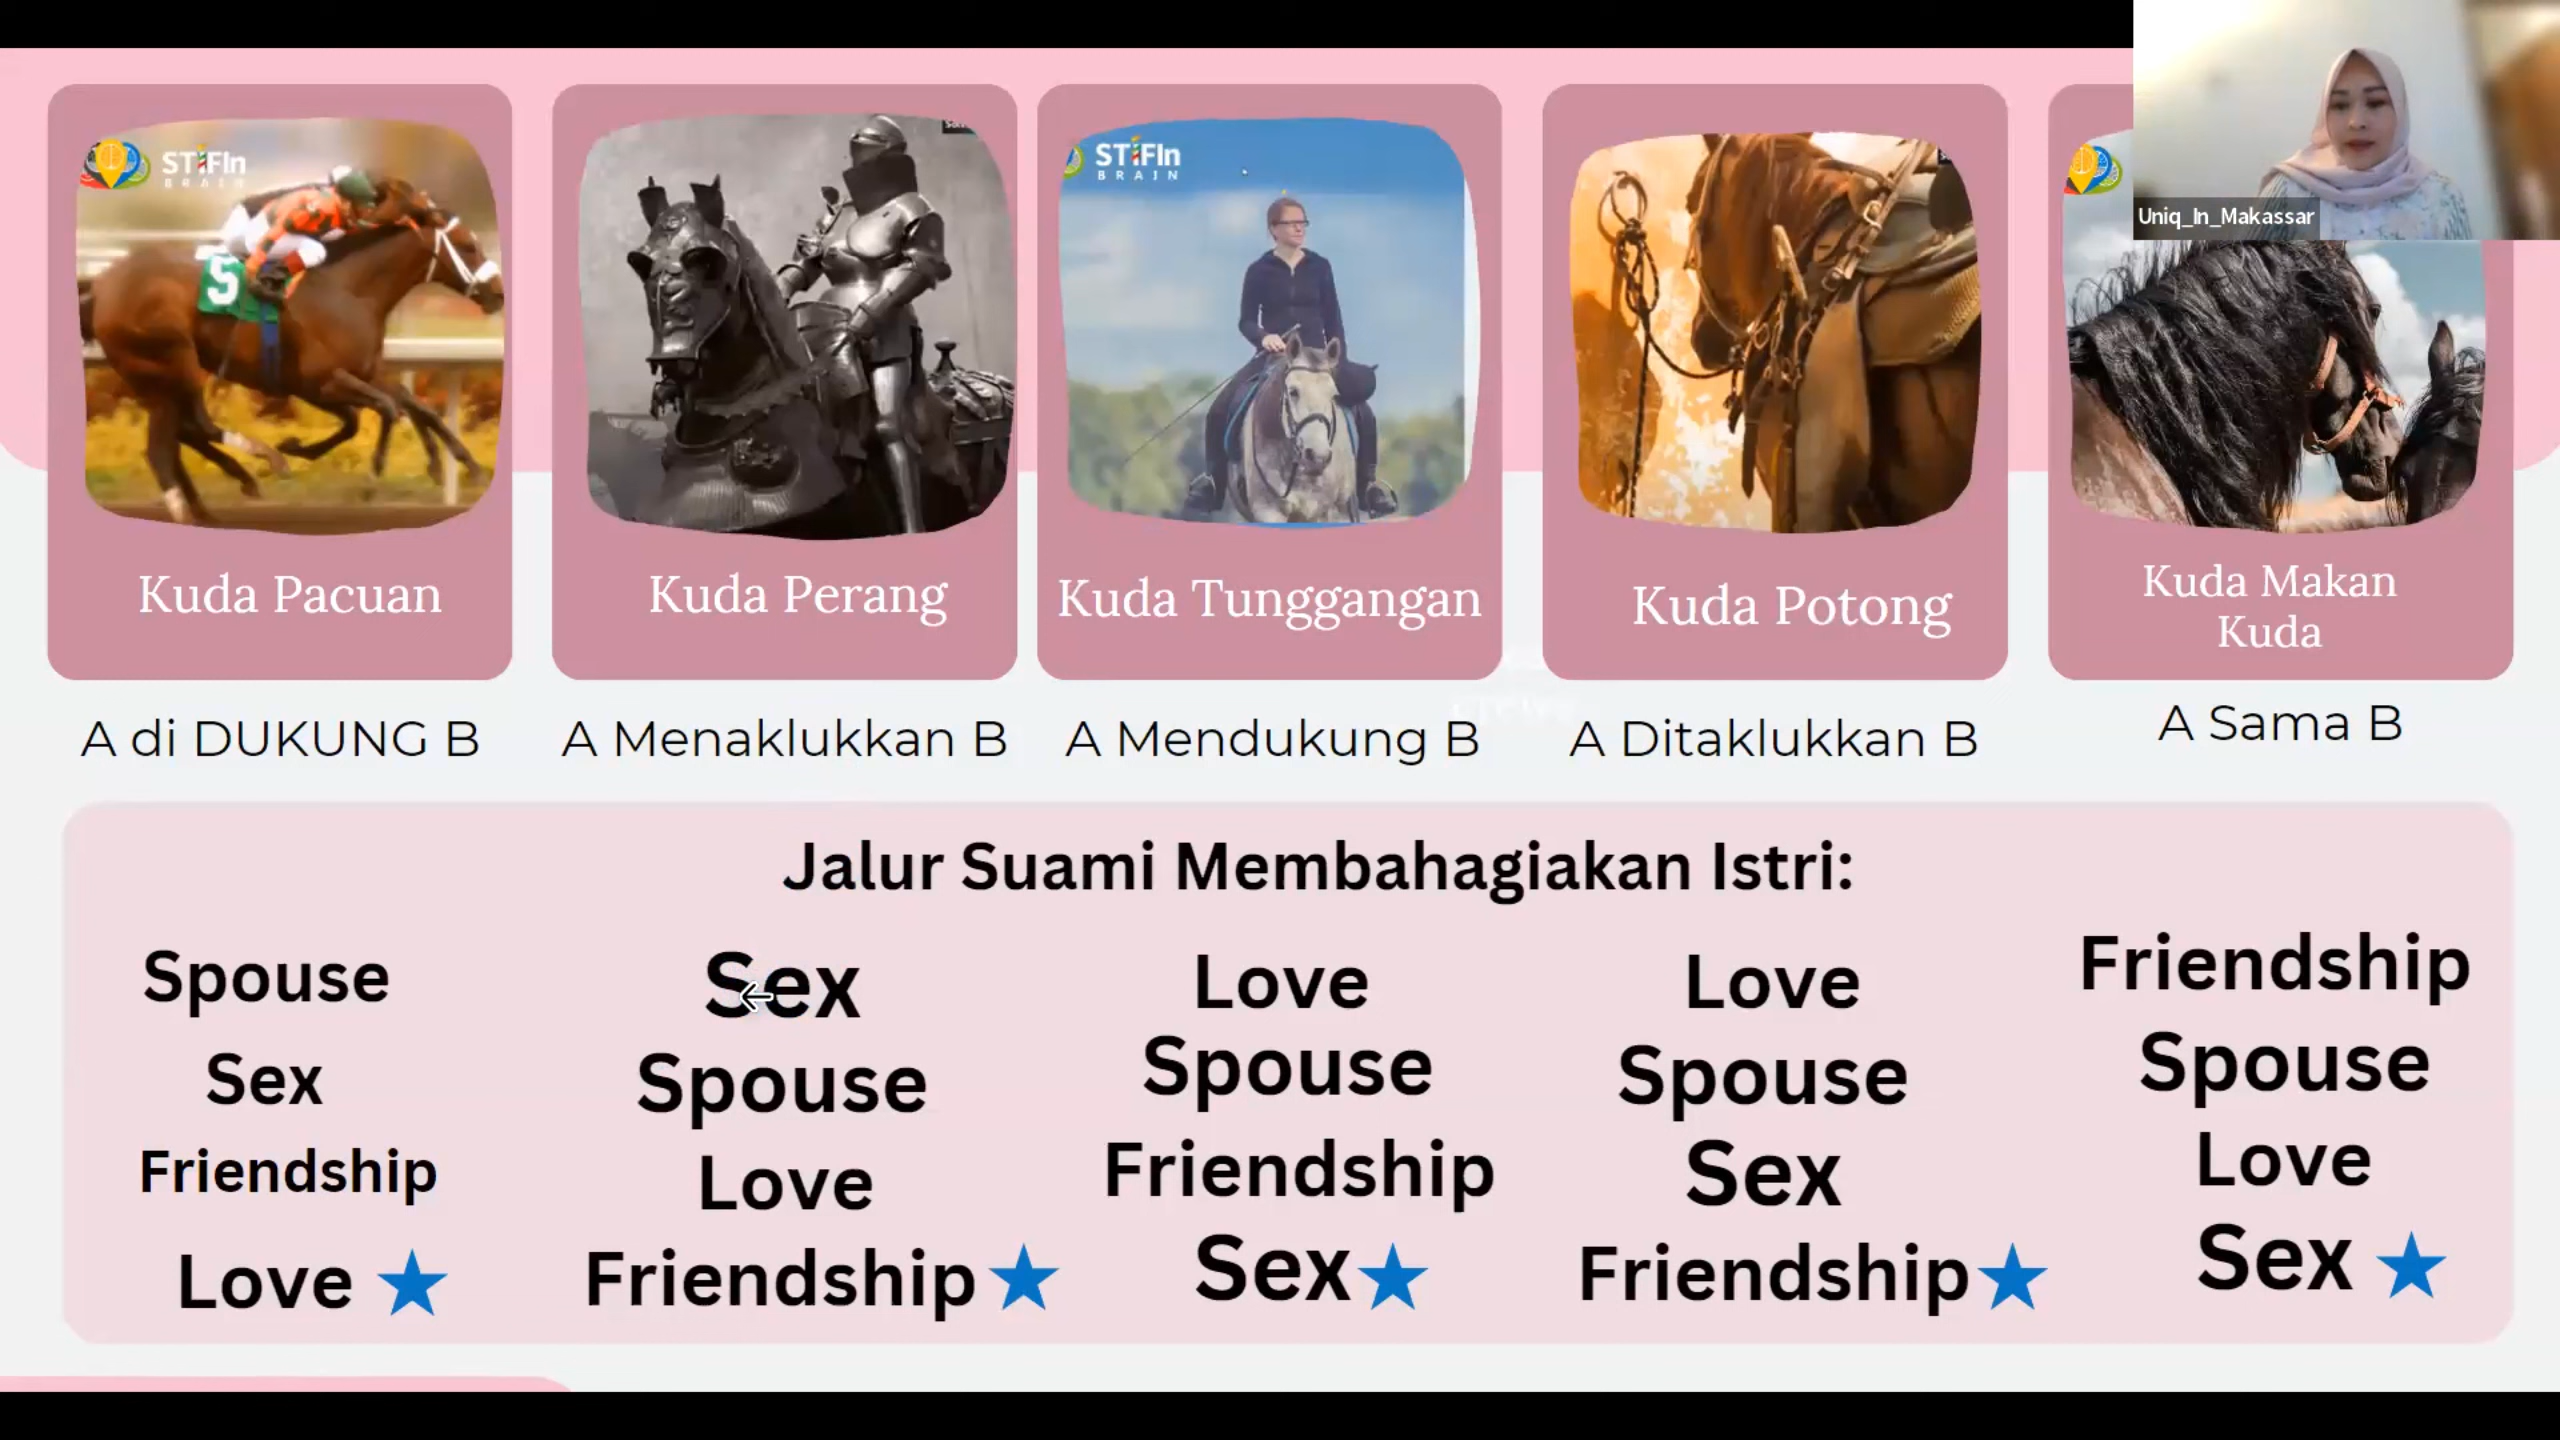 STiFIn
BRAIN
5
Kuda Pacuan
A di DUKUNG B
Kuda Perang
A Menaklukkan B
STiFIn
BRAIN
Kuda Tunggangan
A Mendukung B
Kuda Potong
A Ditaklukkan B
Uniq_In_Makassar
Kuda Makan
Kuda
A Sama B
Jalur Suami Membahagiakan Istri:
Spouse
Sex
Friendship
Love
Sex
Spouse
Love
Friendship
Love
Spouse
Friendship
Sex
Love
Spouse
Sex
Friendship
Friendship
Spouse
Love
Sex